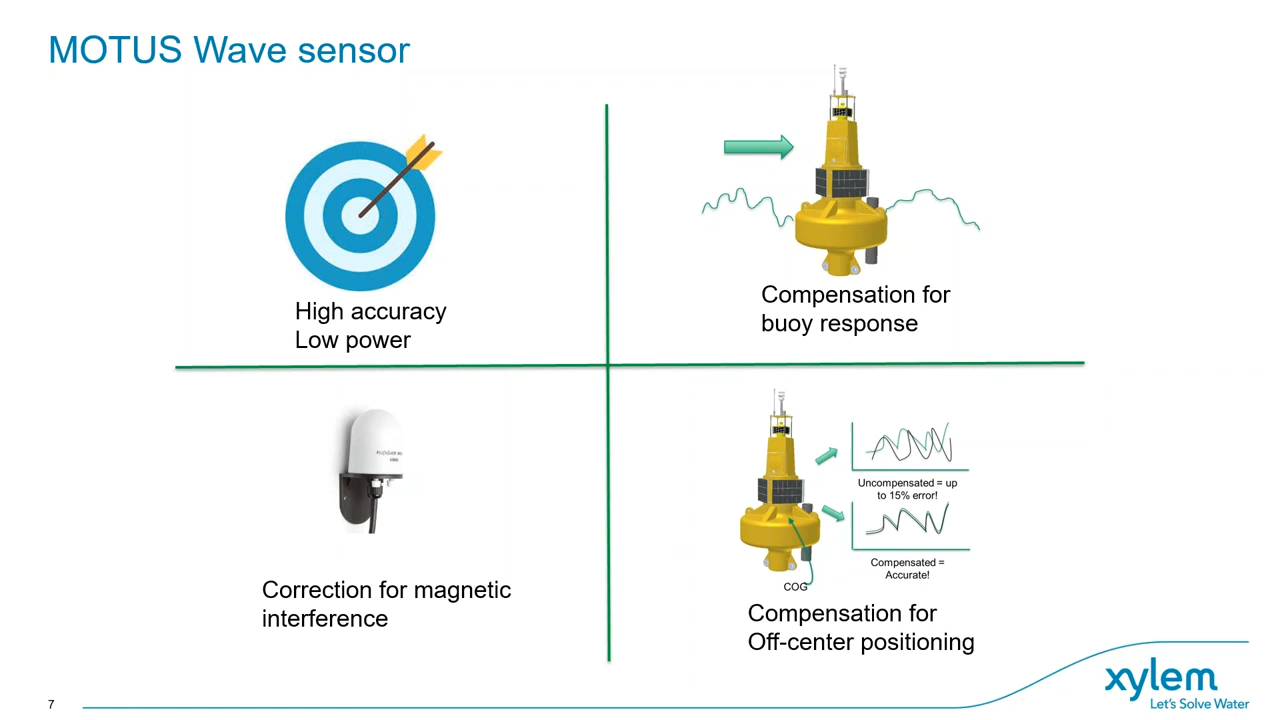 MOTUS Wave sensor
High accuracy
Low power
Compensation for
buoy response
Correction for magnetic
interference
Uncompensated = up
to 15% error!
Compensated =
Accurate!
COG
Compensation for
Off-center positioning
7
xylem
Let's Solve Water